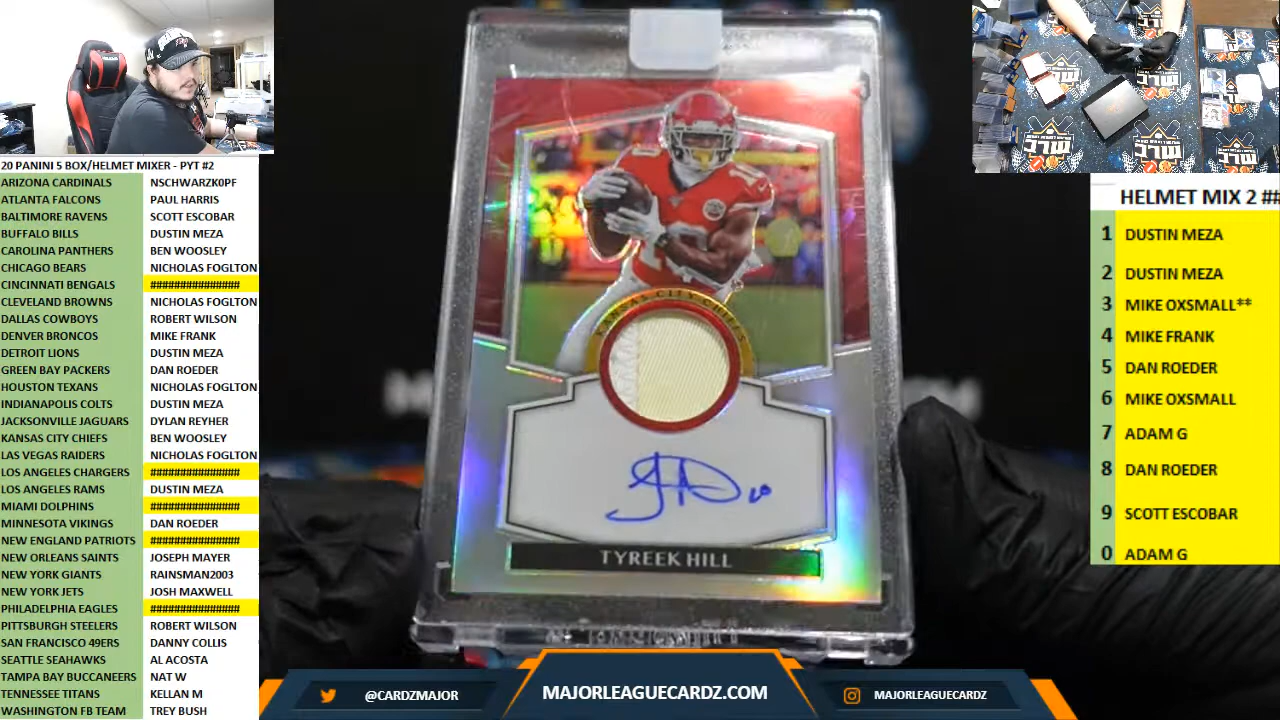 20 PANINI 5 BOX/HELMET MIXER - PYT #2
ARIZONA CARDINALS NSCHWARZK0PF
ATLANTA FALCONS PAUL HARRIS
BALTIMORE RAVENS SCOTT ESCOBAR
BUFFALO BILLS DUSTIN MEZA
CAROLINA PANTHERS BEN WOOSLEY
CHICAGO BEARS NICHOLAS FOGLTON
CINCINNATI BENGALS ###############
CLEVELAND BROWNS NICHOLAS FOGLTON
DALLAS COWBOYS ROBERT WILSON
DENVER BRONCOS MIKE FRANK
DETROIT LIONS DUSTIN MEZA
GREEN BAY PACKERS DAN ROEDER
HOUSTON TEXANS NICHOLAS FOGLTON
INDIANAPOLIS COLTS DUSTIN MEZA
JACKSONVILLE JAGUARS DYLAN REYHER
KANSAS CITY CHIEFS BEN WOOSLEY
LAS VEGAS RAIDERS NICHOLAS FOGLTON
LOS ANGELES CHARGERS ###############
LOS ANGELES RAMS DUSTIN MEZA
MIAMI DOLPHINS ###############
MINNESOTA VIKINGS DAN ROEDER
NEW ENGLAND PATRIOTS ###############
NEW ORLEANS SAINTS JOSEPH MAYER
NEW YORK GIANTS RAINSMAN2003
NEW YORK JETS JOSH MAXWELL
PHILADELPHIA EAGLES ###############
PITTSBURGH STEELERS ROBERT WILSON
SAN FRANCISCO 49ERS DANNY COLLIS
SEATTLE SEAHAWKS AL ACOSTA
TAMPA BAY BUCCANEERS NAT W
TENNESSEE TITANS KELLAN M
WASHINGTON FB TEAM TREY BUSH
KANSAS CITY CHIEFS
TYREEK HILL
HELMET MIX 2 ##
1 DUSTIN MEZA
2 DUSTIN MEZA
3 MIKE OXSMALL**
4 MIKE FRANK
5 DAN ROEDER
6 MIKE OXSMALL
7 ADAM G
8 DAN ROEDER
9 SCOTT ESCOBAR
0 ADAM G
@CARDZMAJOR
MAJORLEAGUECARDZ.COM
MAJORLEAGUECARDZ